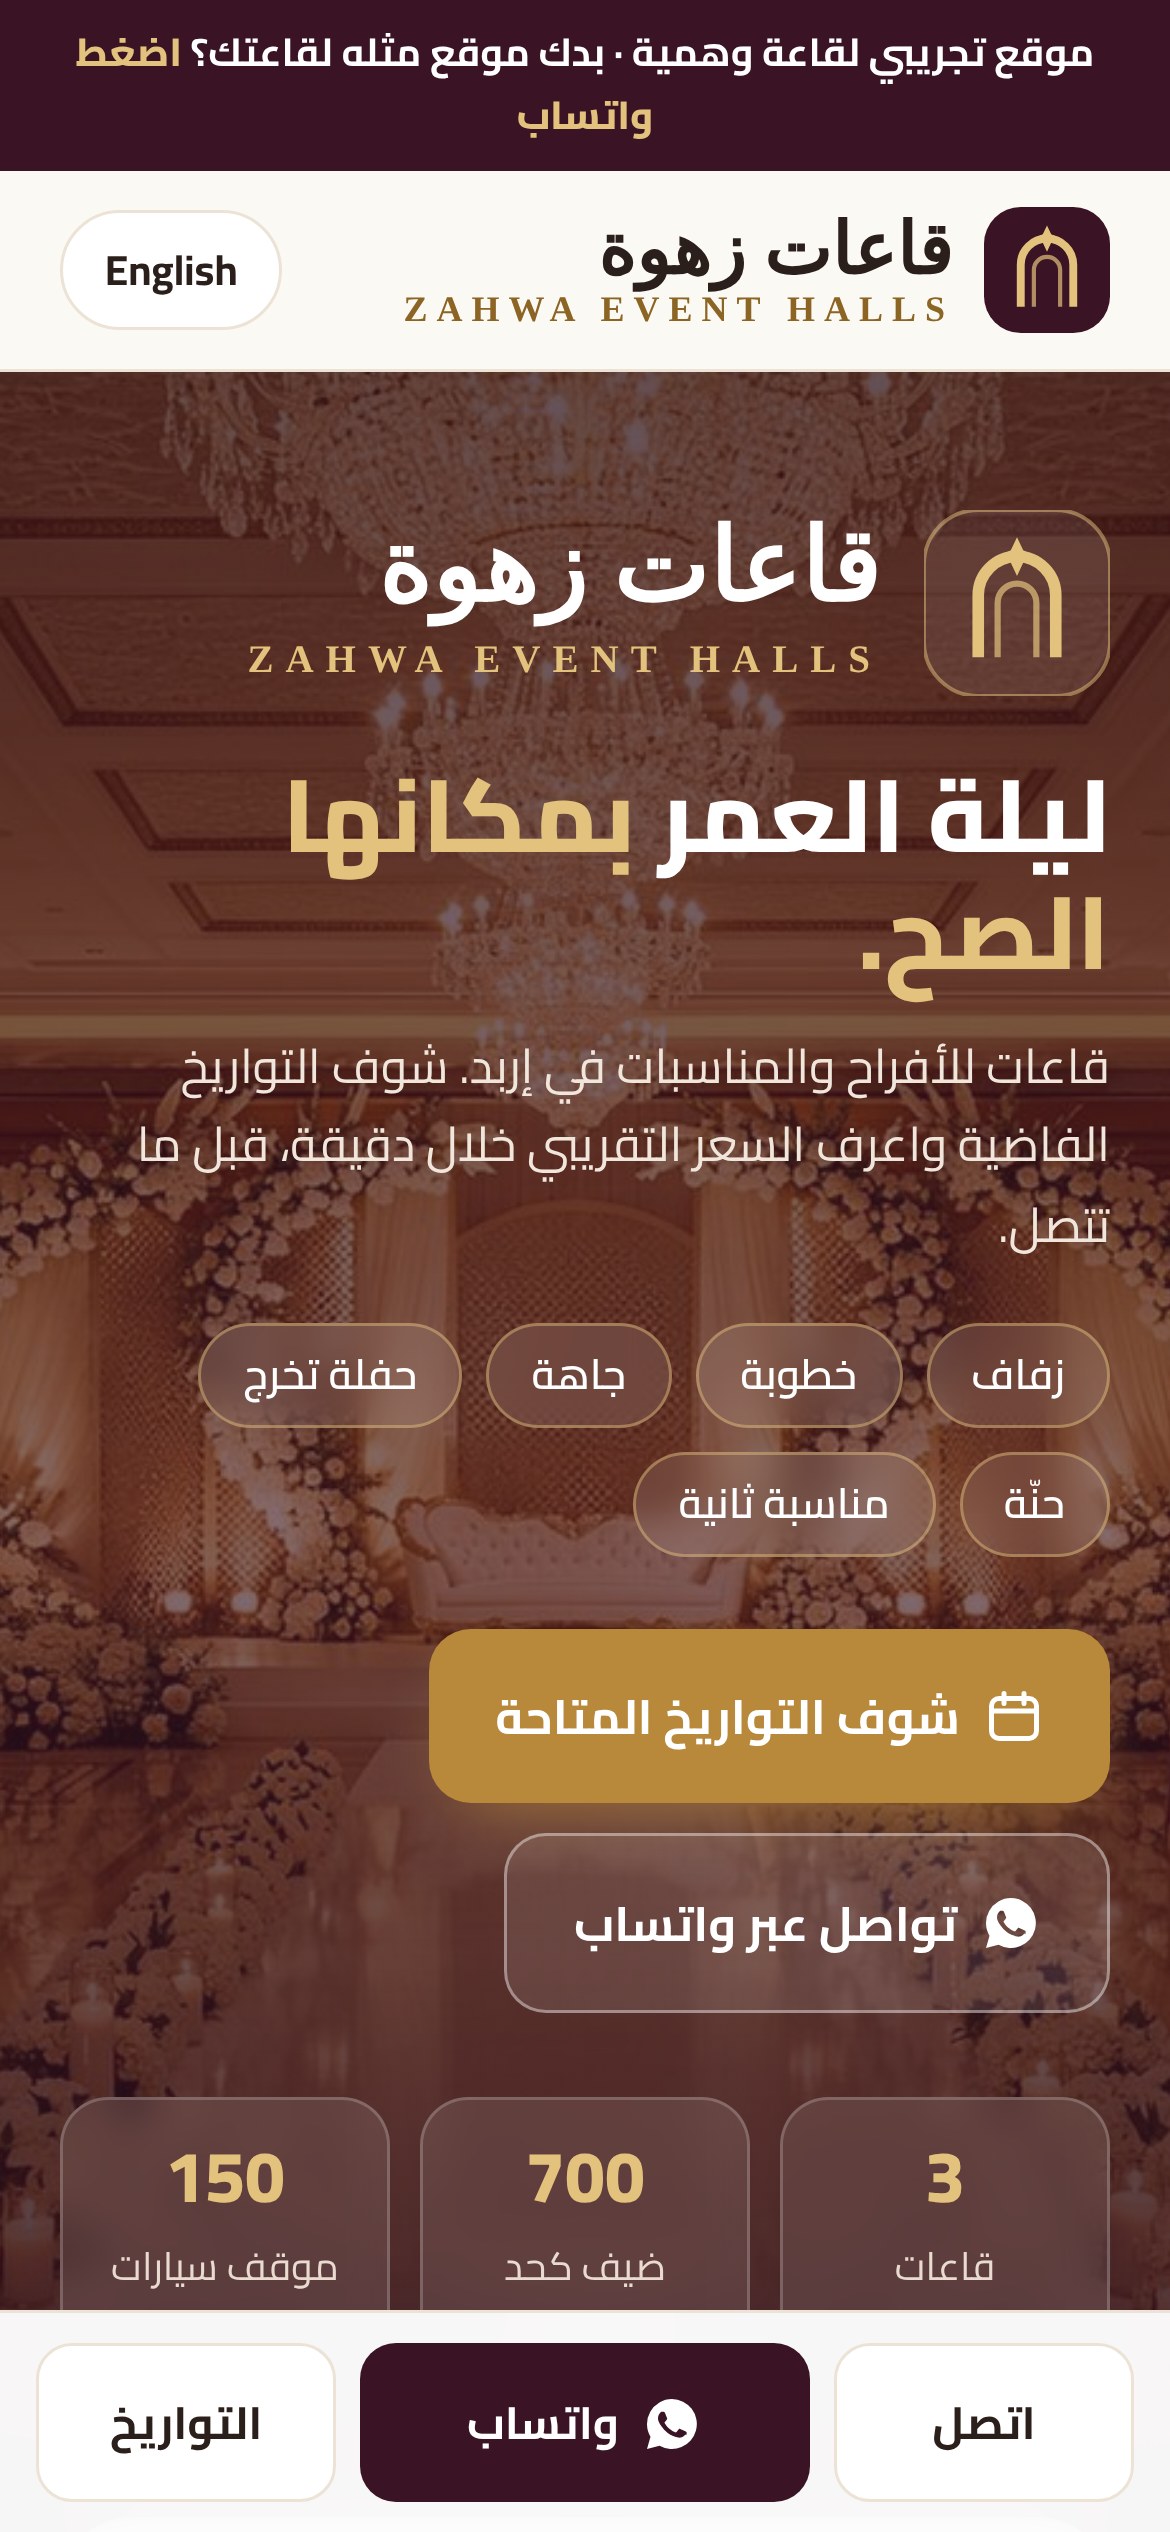 موقع تجريبي لقاعة وهمية · بدك موقع مثله لقاعتك؟ اضغط
واتساب
قاعات زهوة
ZAHWA EVENT HALLS
English
قاعات زهوة
ZAHWA EVENT HALLS
ليلة العمر بمكانها
الصح.
قاعات للأفراح والمناسبات في إربد. شوف التواريخ
الفاضية واعرف السعر التقريبي خلال دقيقة، قبل ما
تتصل.
زفاف خطوبة جاهة حفلة تخرج
حنّة مناسبة ثانية
شوف التواريخ المتاحة
تواصل عبر واتساب
3 700 150
قاعات ضيف كحد موقف سيارات
اتصل واتساب التواريخ